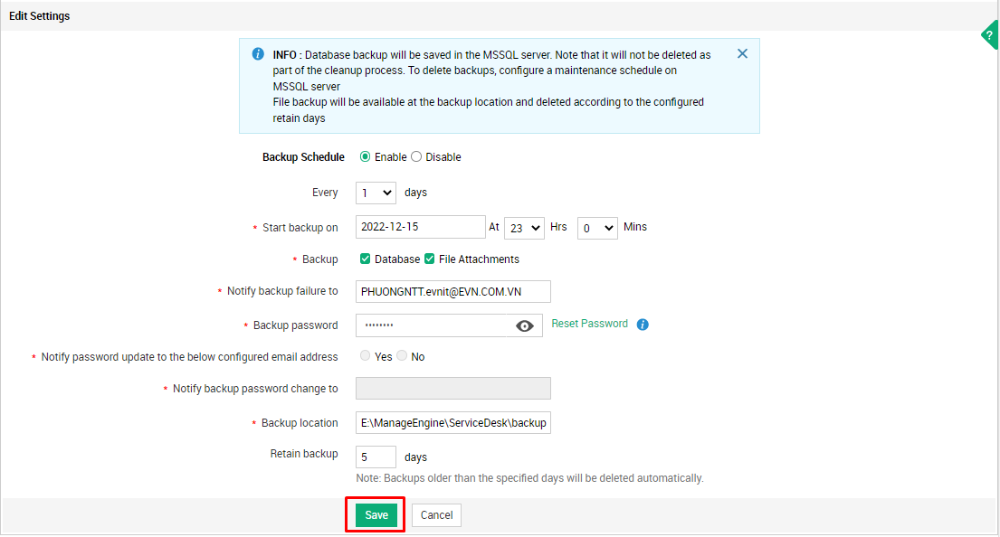 Edit Settings
?
INFO : Database backup will be saved in the MSSQL server. Note that it will not be deleted as
part of the cleanup process. To delete backups, configure a maintenance schedule on
MSSQL server
File backup will be available at the backup location and deleted according to the configured
retain days
Backup Schedule Enable Disable
Every 1 days
* Start backup on 2022-12-15 At 23 Hrs 0 Mins
* Backup Database File Attachments
* Notify backup failure to PHUONGNTT.evnit@EVN.COM.VN
* Backup password •••••••• Reset Password
* Notify password update to the below configured email address Yes No
* Notify backup password change to
* Backup location E:\ManageEngine\ServiceDesk\backup
Retain backup 5 days
Note: Backups older than the specified days will be deleted automatically.
Save Cancel